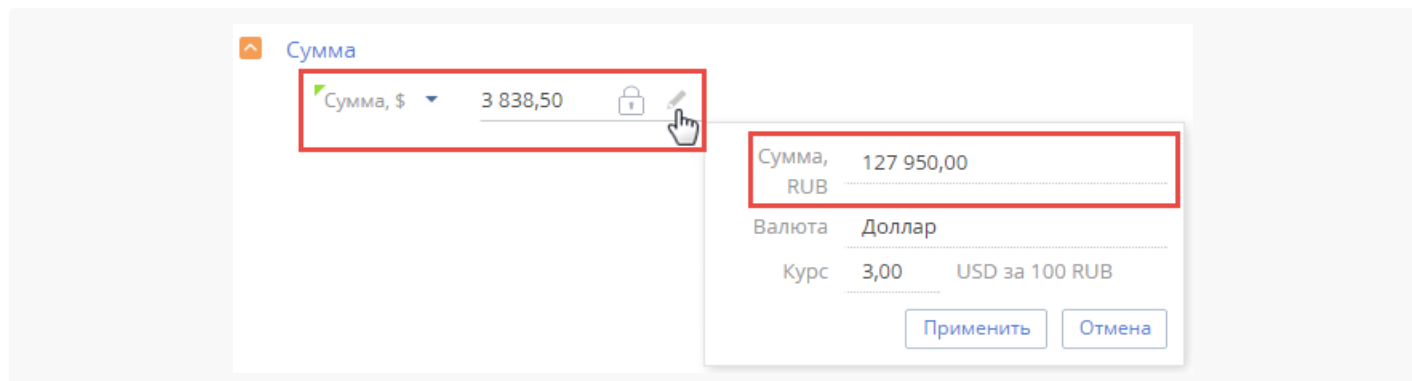 Сумма
Сумма, $ 3 838,50
Сумма, RUB 127 950,00
Валюта Доллар
Курс 3,00 USD за 100 RUB
Применить Отмена